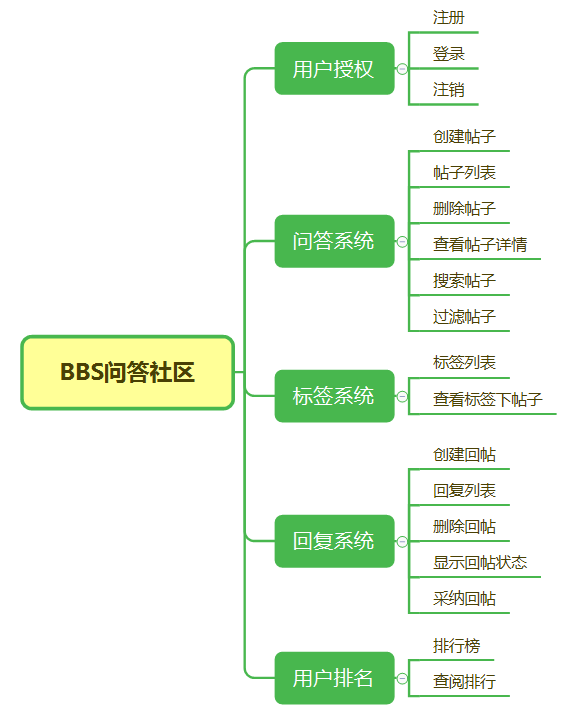 BBS问答社区
用户授权
注册
登录
注销
问答系统
创建帖子
帖子列表
删除帖子
查看帖子详情
搜索帖子
过滤帖子
标签系统
标签列表
查看标签下帖子
回复系统
创建回帖
回复列表
删除回帖
显示回帖状态
采纳回帖
用户排名
排行榜
查阅排行